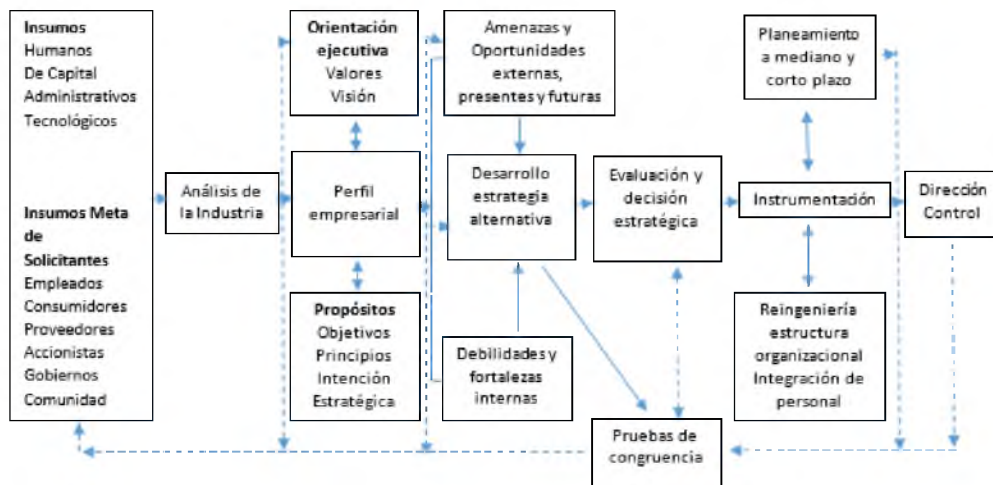 Insumos
Humanos
De Capital
Administrativos
Tecnológicos
Insumos Meta
de
Solicitantes
Empleados
Consumidores
Proveedores
Accionistas
Gobiernos
Comunidad
Análisis de
la Industria
Orientación
ejecutiva
Valores
Visión
Perfil
empresarial
Propósitos
Objetivos
Principios
Intención
Estratégica
Amenazas y
Oportunidades
externas,
presentes y futuras
Desarrollo
estrategia
alternativa
Debilidades y
fortalezas
internas
Evaluación y
decisión
estratégica
Pruebas de
congruencia
Planeamiento
a mediano y
corto plazo
Instrumentación
Reingeniería
estructura
organizacional
Integración de
personal
Dirección
Control